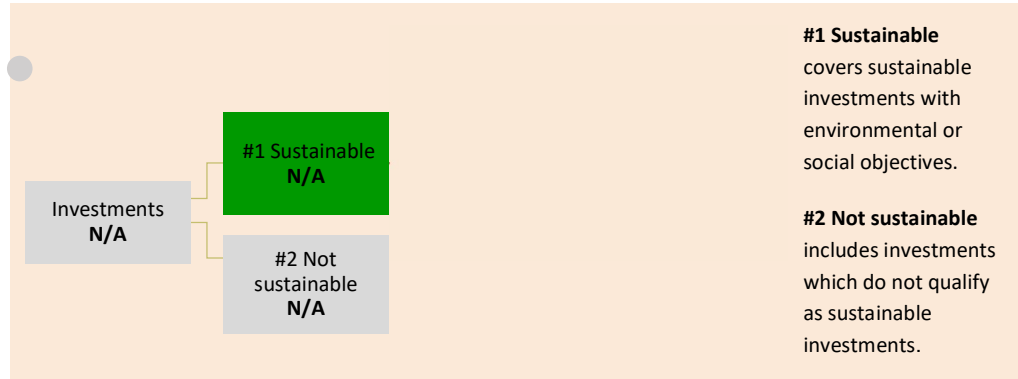 #1 Sustainable
covers sustainable
investments with
environmental or
social objectives.
#1 Sustainable
N/A
Investments
N/A
#2 Not
sustainable
N/A
#2 Not sustainable
includes investments
which do not qualify
as sustainable
investments.